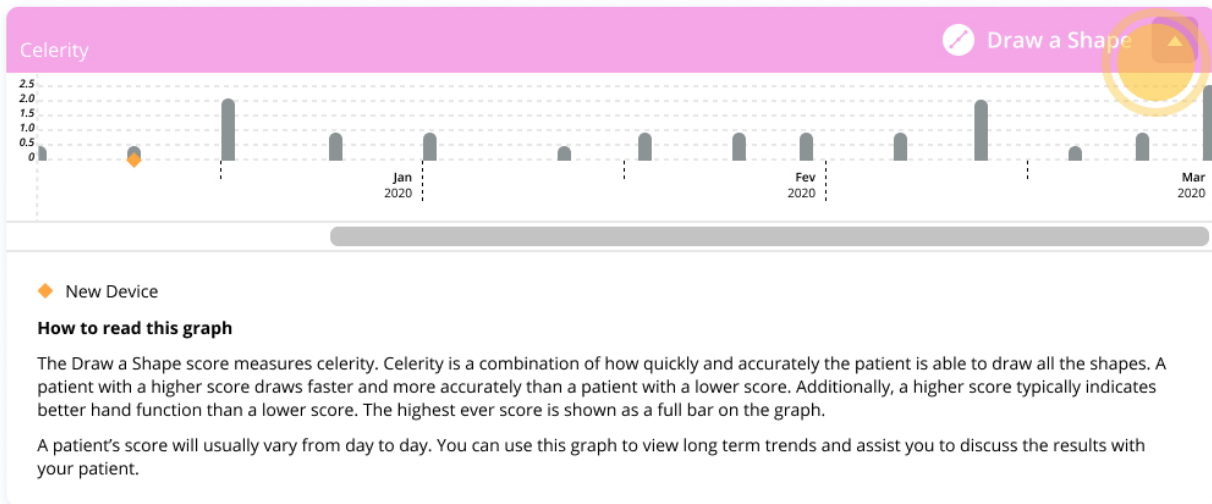 Celerity
Draw a Shape
2.5
2.0
1.5
1.0
0.5
0
Jan
2020
Fev
2020
Mar
2020
New Device
How to read this graph
The Draw a Shape score measures celerity. Celerity is a combination of how quickly and accurately the patient is able to draw all the shapes. A
patient with a higher score draws faster and more accurately than a patient with a lower score. Additionally, a higher score typically indicates
better hand function than a lower score. The highest ever score is shown as a full bar on the graph.
A patient’s score will usually vary from day to day. You can use this graph to view long term trends and assist you to discuss the results with
your patient.